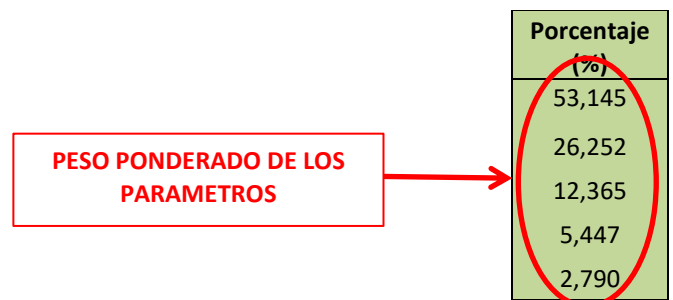 Porcentaje
(%)
53,145
26,252
12,365
5,447
2,790
PESO PONDERADO DE LOS
PARAMETROS